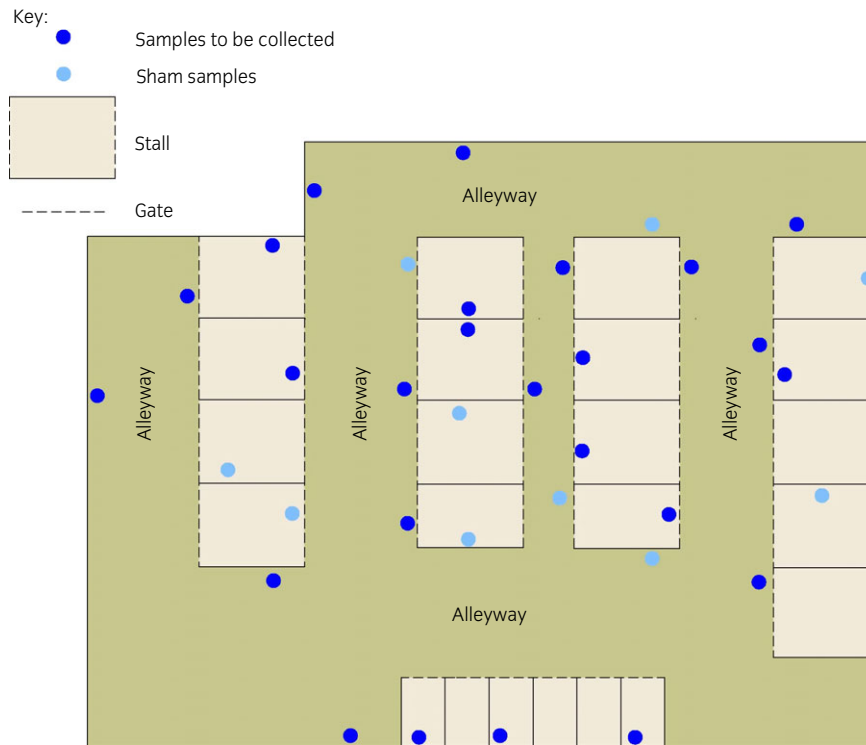 Key:
Samples to be collected
Sham samples
Stall
Gate
Alleyway
Alleyway
Alleyway
Alleyway
Alleyway